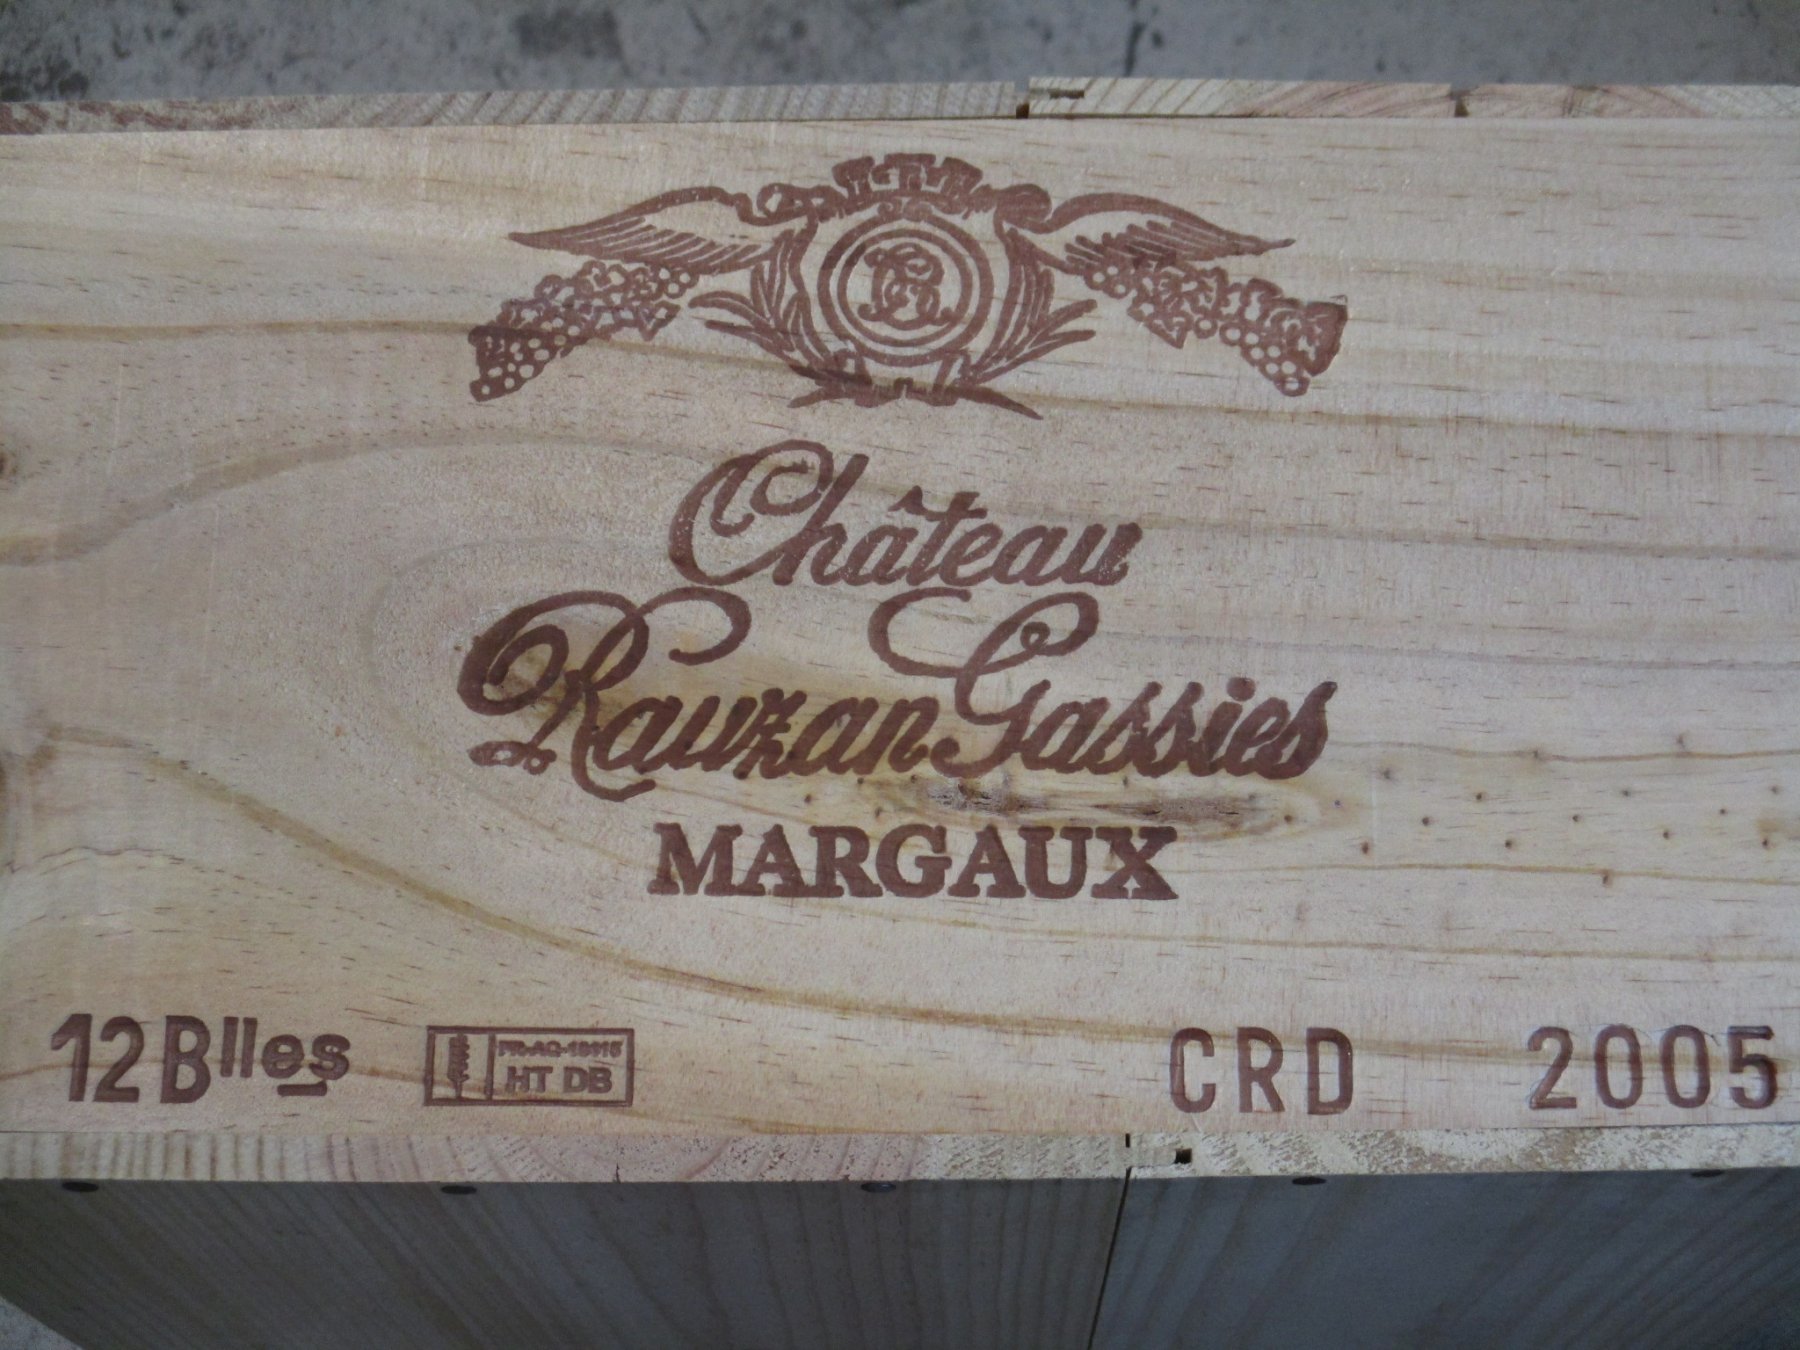 Château
Rauzan Gassies
MARGAUX
12 Blles
HT DB
CRD 2005